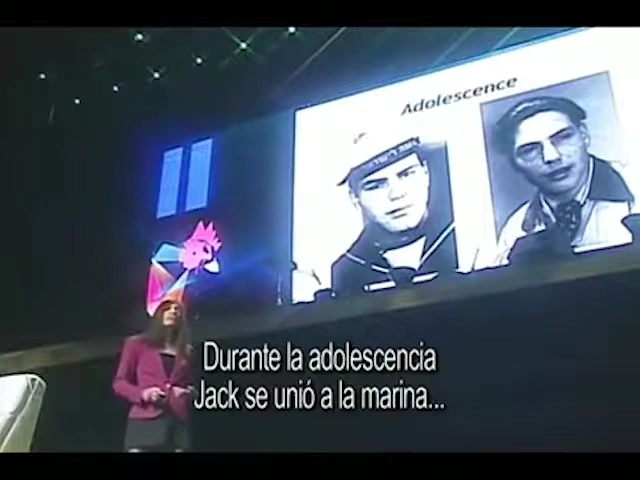 Adolescence
Durante la adolescencia
Jack se unió a la marina...